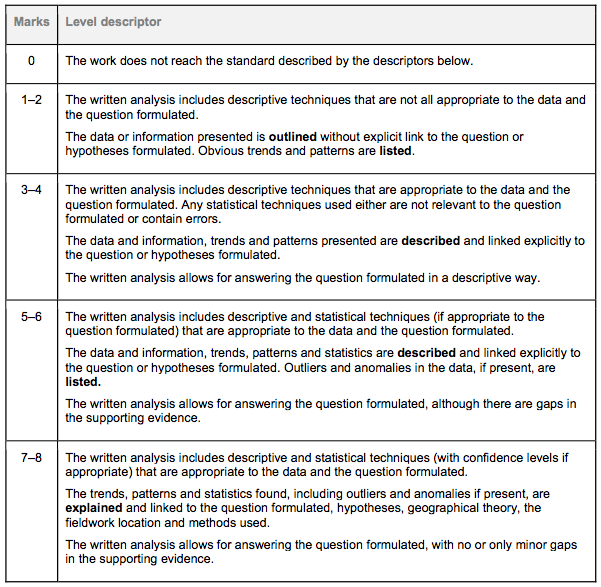 Marks Level descriptor
0 The work does not reach the standard described by the descriptors below.
1–2 The written analysis includes descriptive techniques that are not all appropriate to the data and
the question formulated.
The data or information presented is outlined without explicit link to the question or
hypotheses formulated. Obvious trends and patterns are listed.
3–4 The written analysis includes descriptive techniques that are appropriate to the data and the
question formulated. Any statistical techniques used either are not relevant to the question
formulated or contain errors.
The data and information, trends and patterns presented are described and linked explicitly to
the question or hypotheses formulated.
The written analysis allows for answering the question formulated in a descriptive way.
5–6 The written analysis includes descriptive and statistical techniques (if appropriate to the
question formulated) that are appropriate to the data and the question formulated.
The data and information, trends, patterns and statistics are described and linked explicitly to
the question or hypotheses formulated. Outliers and anomalies in the data, if present, are
listed.
The written analysis allows for answering the question formulated, although there are gaps in
the supporting evidence.
7–8 The written analysis includes descriptive and statistical techniques (with confidence levels if
appropriate) that are appropriate to the data and the question formulated.
The trends, patterns and statistics found, including outliers and anomalies if present, are
explained and linked to the question formulated, hypotheses, geographical theory, the
fieldwork location and methods used.
The written analysis allows for answering the question formulated, with no or only minor gaps
in the supporting evidence.